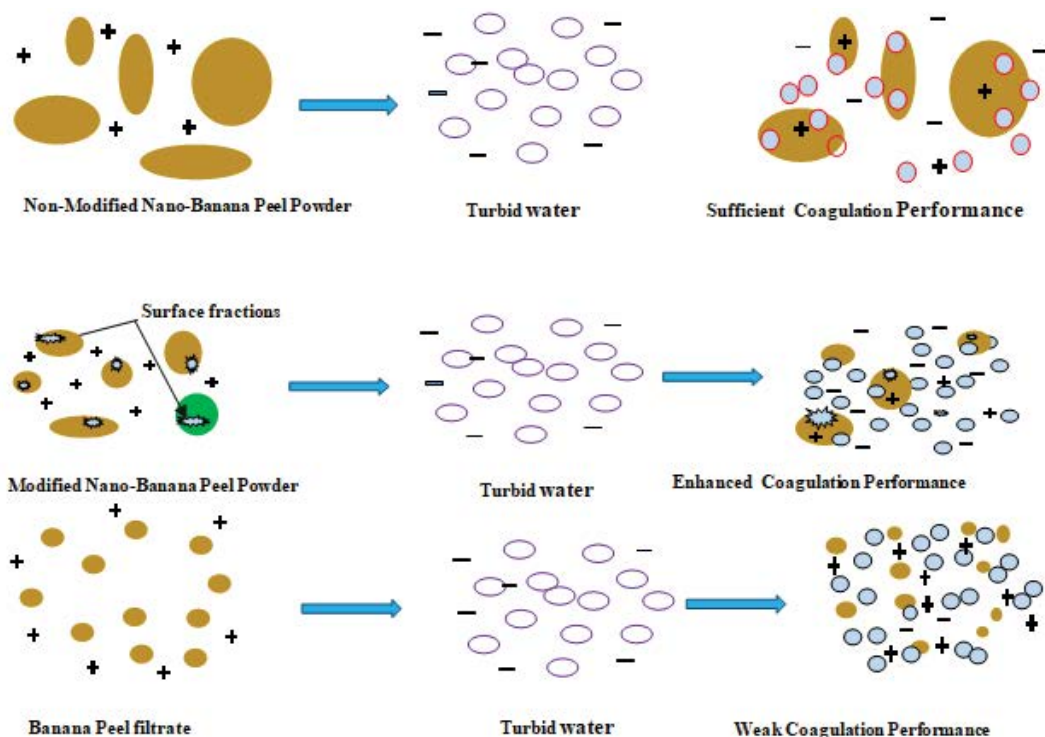 Non-Modified Nano-Banana Peel Powder
Turbid water
Sufficient Coagulation Performance
Surface fractions
Modified Nano-Banana Peel Powder
Turbid water
Enhanced Coagulation Performance
Banana Peel filtrate
Turbid water
Weak Coagulation Performance